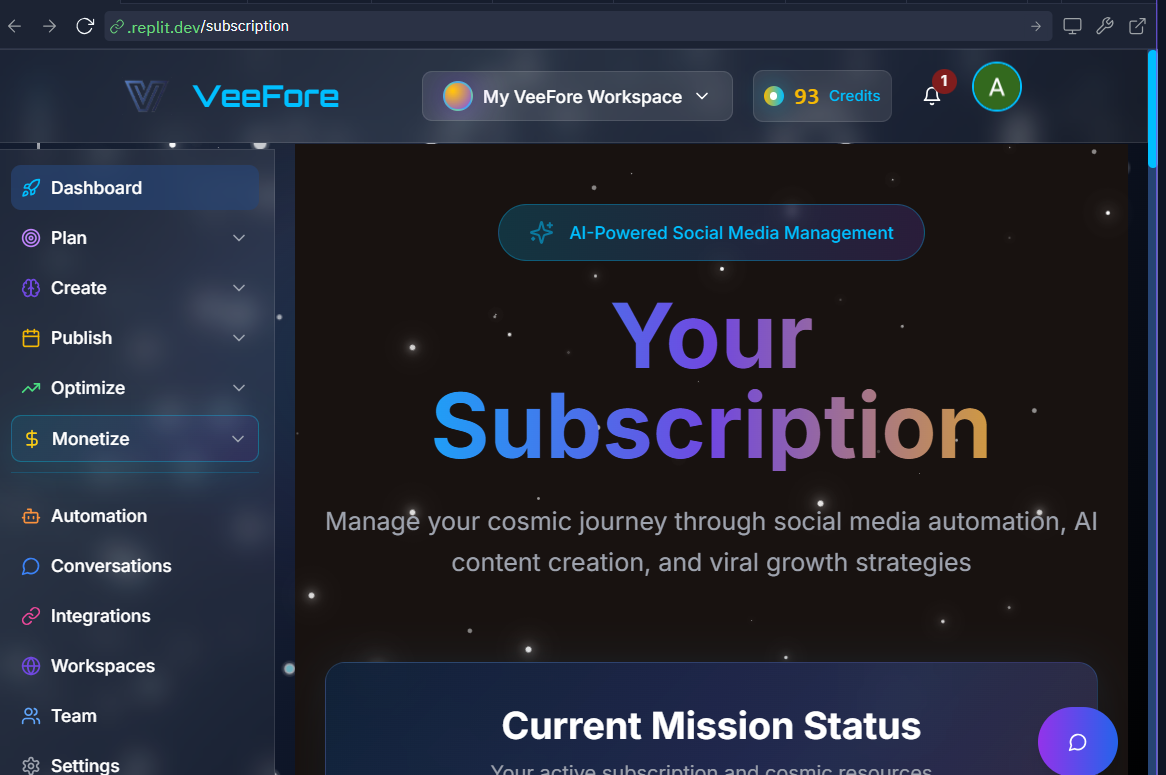 .replit.dev/subscription
VeeFore
My VeeFore Workspace
93 Credits
1
A
Dashboard
Plan
Create
Publish
Optimize
Monetize
Automation
Conversations
Integrations
Workspaces
Team
Settings
AI-Powered Social Media Management
Your
Subscription
Manage your cosmic journey through social media automation, AI
content creation, and viral growth strategies
Current Mission Status
Your active subscription and cosmic resources